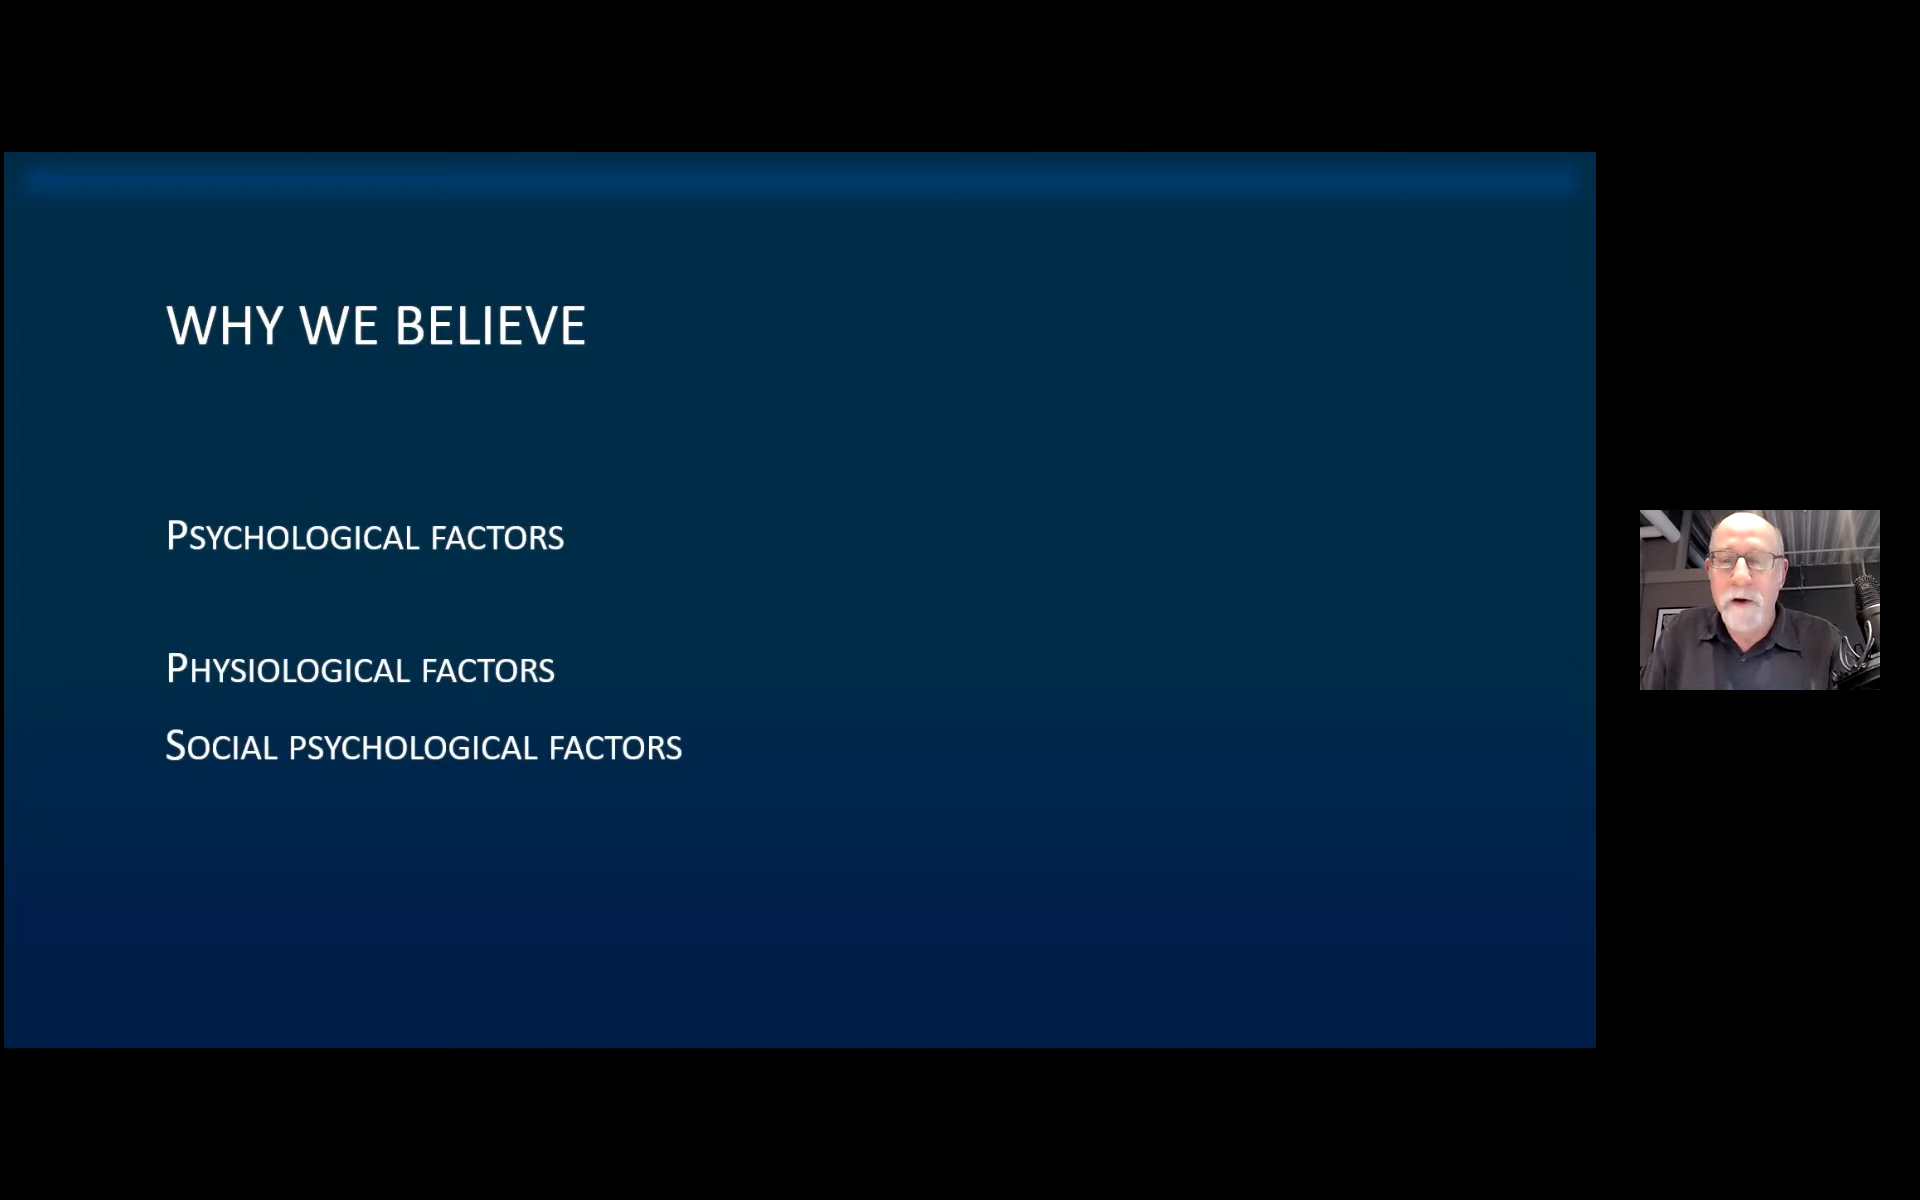 WHY WE BELIEVE
PSYCHOLOGICAL FACTORS
PHYSIOLOGICAL FACTORS
SOCIAL PSYCHOLOGICAL FACTORS